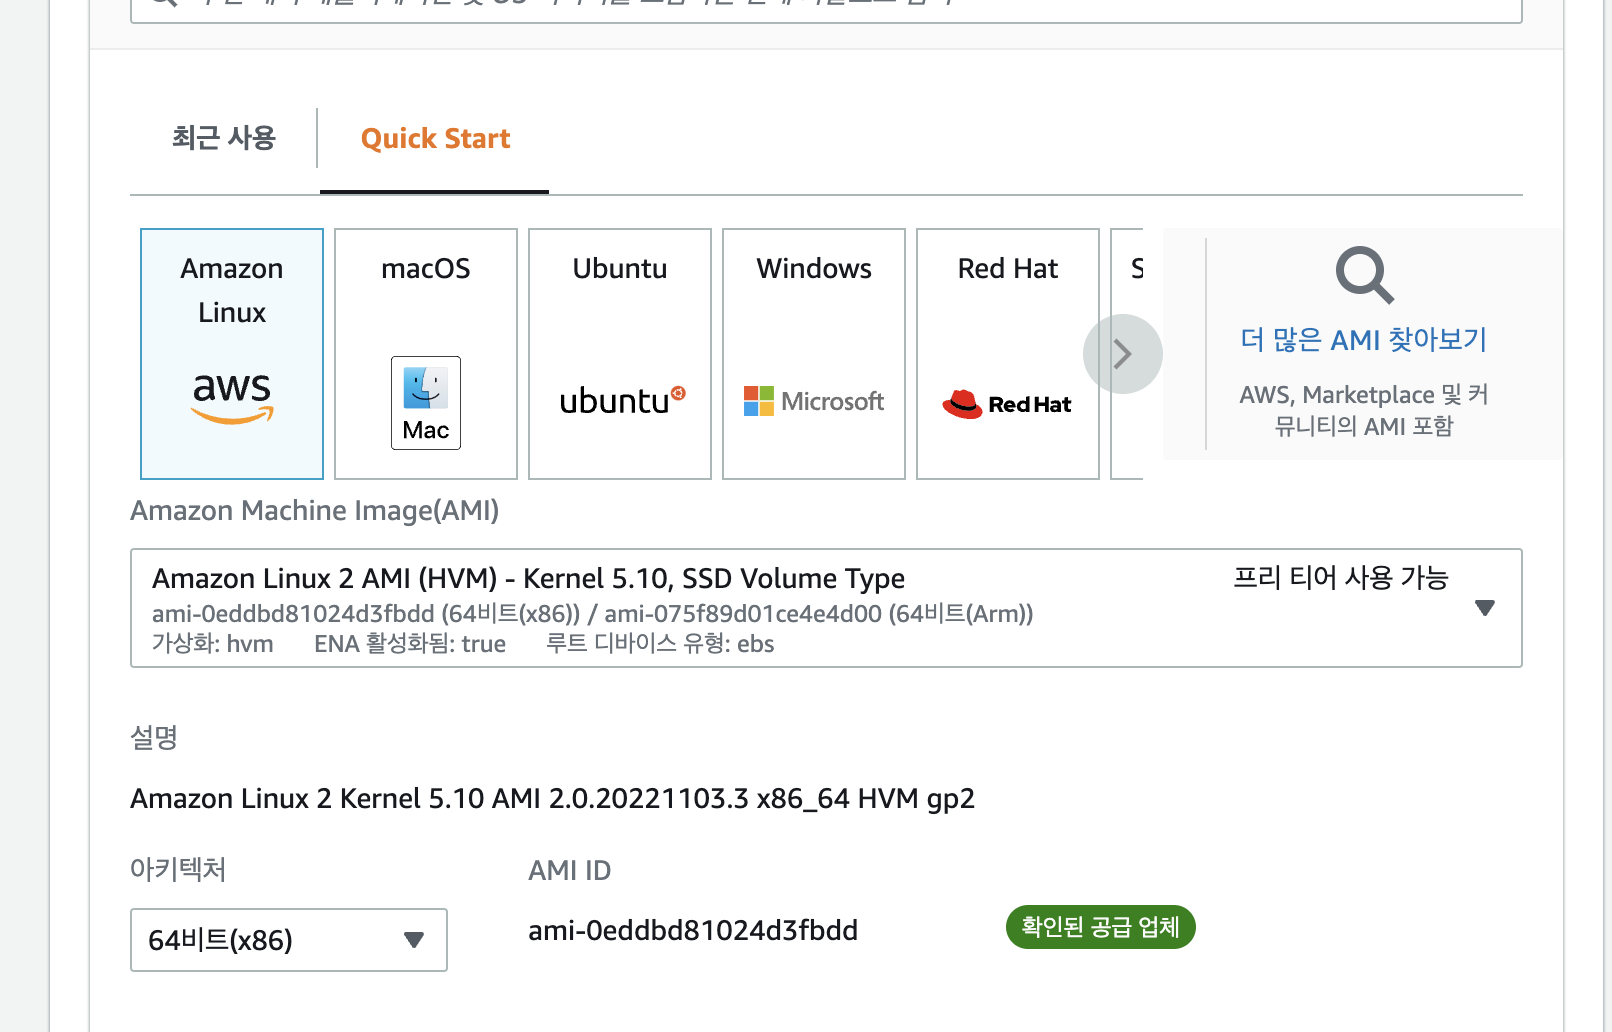 최근 사용
Quick Start
Amazon
Linux
aws
macOS
Mac
Ubuntu
ubuntu
Windows
Microsoft
Red Hat
Red Hat
S
더 많은 AMI 찾아보기
AWS, Marketplace 및 커
뮤니티의 AMI 포함
Amazon Machine Image(AMI)
Amazon Linux 2 AMI (HVM) - Kernel 5.10, SSD Volume Type
프리 티어 사용 가능
ami-0eddbd81024d3fbdd (64비트(x86)) / ami-075f89d01ce4e4d00 (64비트(Arm))
가상화: hvm ENA 활성화됨: true 루트 디바이스 유형: ebs
설명
Amazon Linux 2 Kernel 5.10 AMI 2.0.20221103.3 x86_64 HVM gp2
아키텍처
AMI ID
64비트(x86)
ami-0eddbd81024d3fbdd
확인된 공급 업체